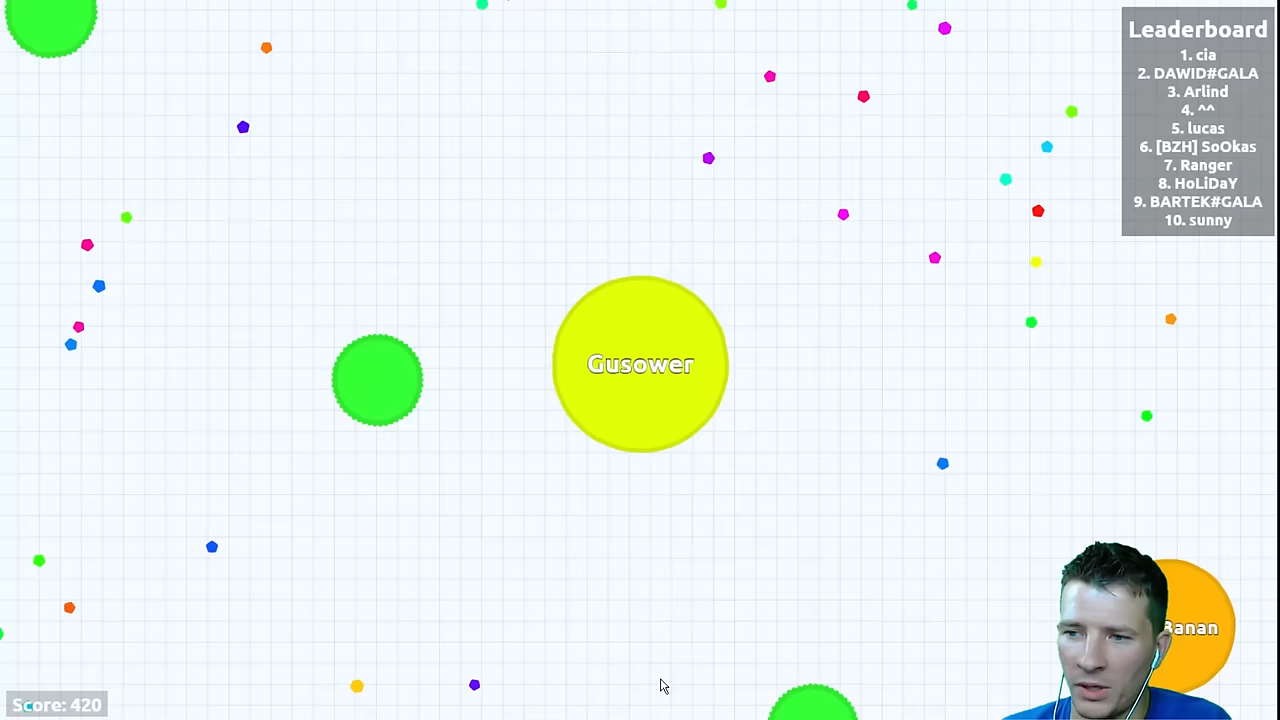 Leaderboard
1. cia
2. DAWID#GALA
3. Arlind
4. ^^
5. lucas
6. [BZH] SoOkas
7. Ranger
8. HoLiDaY
9. BARTEK#GALA
10. sunny
Gusower
Banan
Score: 420